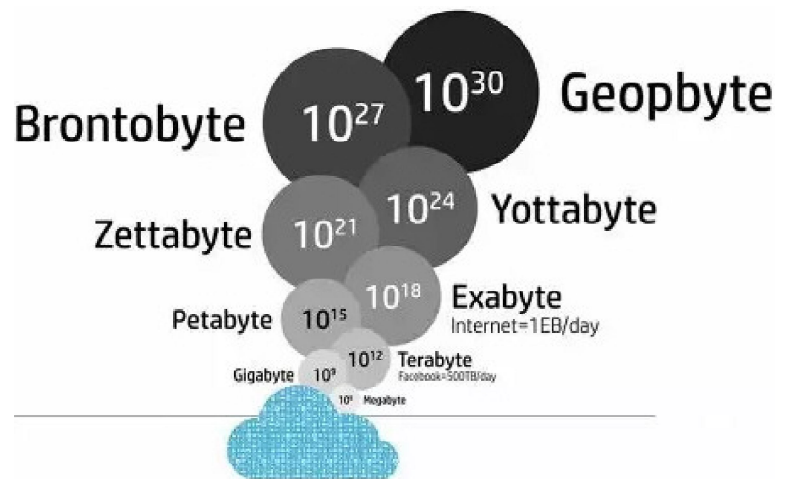 10³⁰
Geopbyte
Brontobyte
10²⁷
10²⁴
Yottabyte
Zettabyte
10²¹
10¹⁸
Exabyte
Internet=1EB/day
Petabyte
10¹⁵
10¹²
Terabyte
Facebook=500TB/day
Gigabyte
10⁹
Megabyte